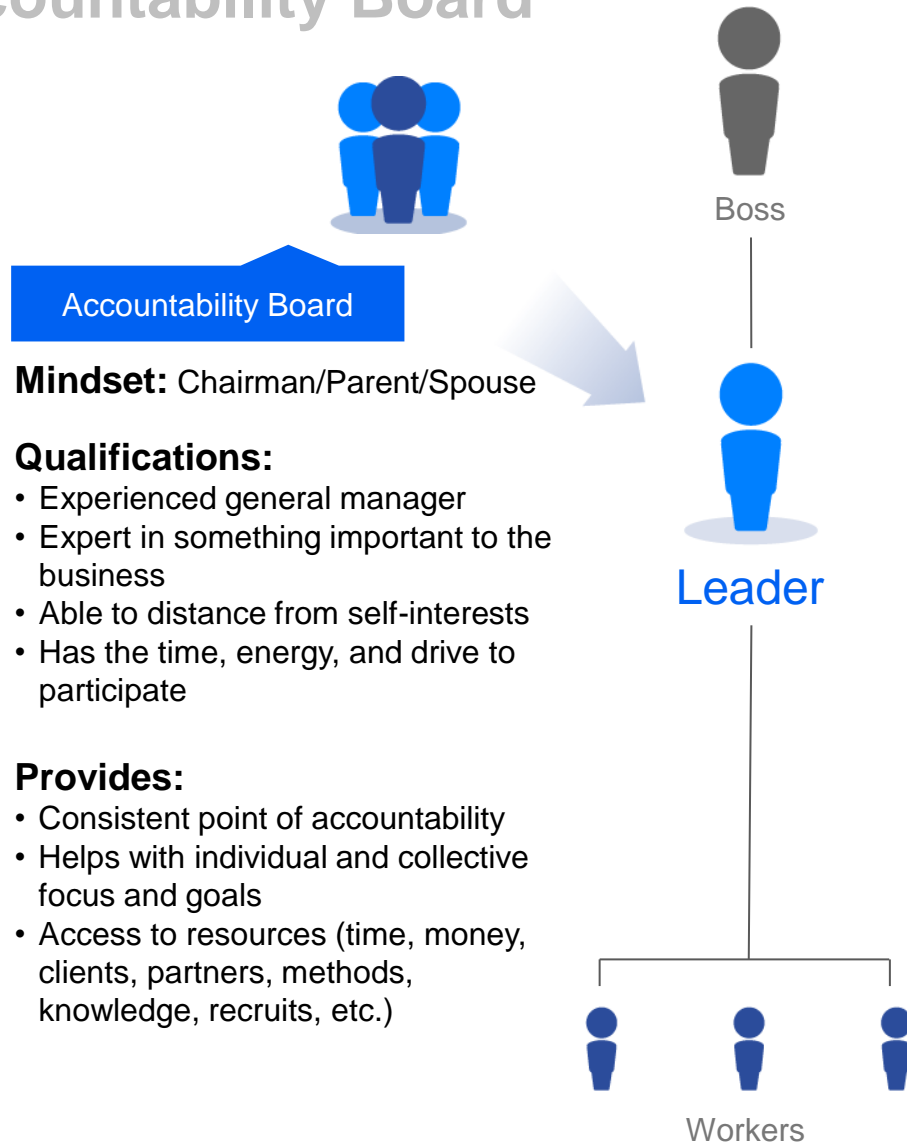 countability Board
Boss
Accountability Board
Mindset: Chairman/Parent/Spouse
Qualifications:
• Experienced general manager
• Expert in something important to the
business
• Able to distance from self-interests
• Has the time, energy, and drive to
participate
Leader
Provides:
• Consistent point of accountability
• Helps with individual and collective
focus and goals
• Access to resources (time, money,
clients, partners, methods,
knowledge, recruits, etc.)
Workers